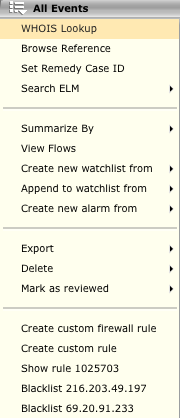 All Events
WHOIS Lookup
Browse Reference
Set Remedy Case ID
Search ELM
Summarize By
View Flows
Create new watchlist from
Append to watchlist from
Create new alarm from
Export
Delete
Mark as reviewed
Create custom firewall rule
Create custom rule
Show rule 1025703
Blacklist 216.203.49.197
Blacklist 69.20.91.233